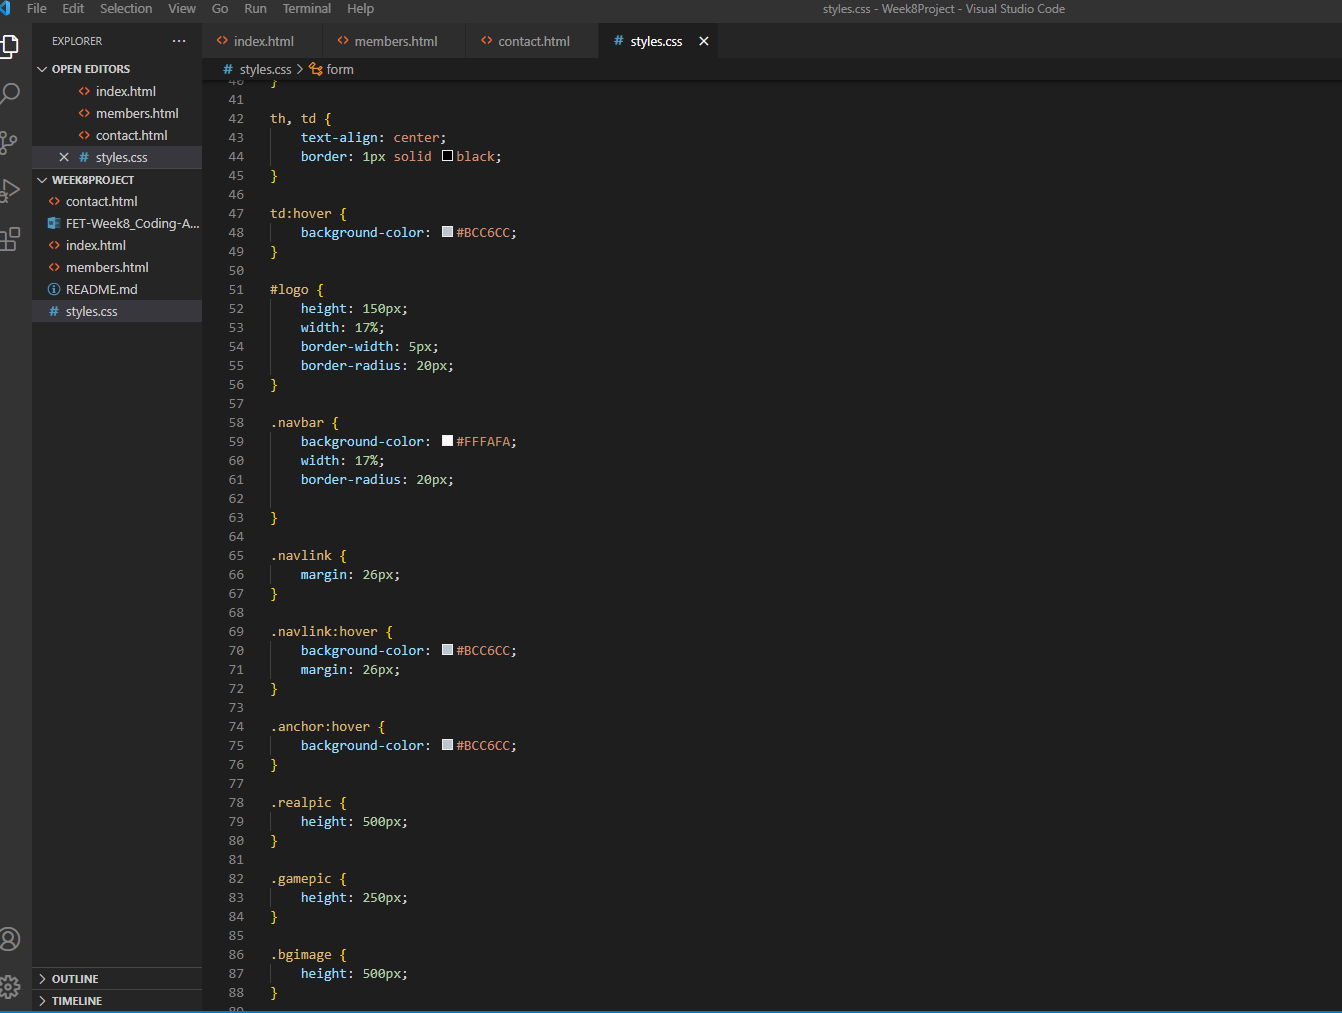 File Edit Selection View Go Run Terminal Help styles.css - Week8Project - Visual Studio Code
EXPLORER ...
index.html members.html contact.html # styles.css
# styles.css > form
OPEN EDITORS
index.html
members.html
contact.html
# styles.css
WEEK8PROJECT
contact.html
FET-Week8_Coding-A...
index.html
members.html
README.md
# styles.css
OUTLINE
TIMELINE
40 }
41
42 th, td {
43 text-align: center;
44 border: 1px solid black;
45 }
46
47 td:hover {
48 background-color: #BCC6CC;
49 }
50
51 #logo {
52 height: 150px;
53 width: 17%;
54 border-width: 5px;
55 border-radius: 20px;
56 }
57
58 .navbar {
59 background-color: #FFFAFA;
60 width: 17%;
61 border-radius: 20px;
62
63 }
64
65 .navlink {
66 margin: 26px;
67 }
68
69 .navlink:hover {
70 background-color: #BCC6CC;
71 margin: 26px;
72 }
73
74 .anchor:hover {
75 background-color: #BCC6CC;
76 }
77
78 .realpic {
79 height: 500px;
80 }
81
82 .gamepic {
83 height: 250px;
84 }
85
86 .bgimage {
87 height: 500px;
88 }
89